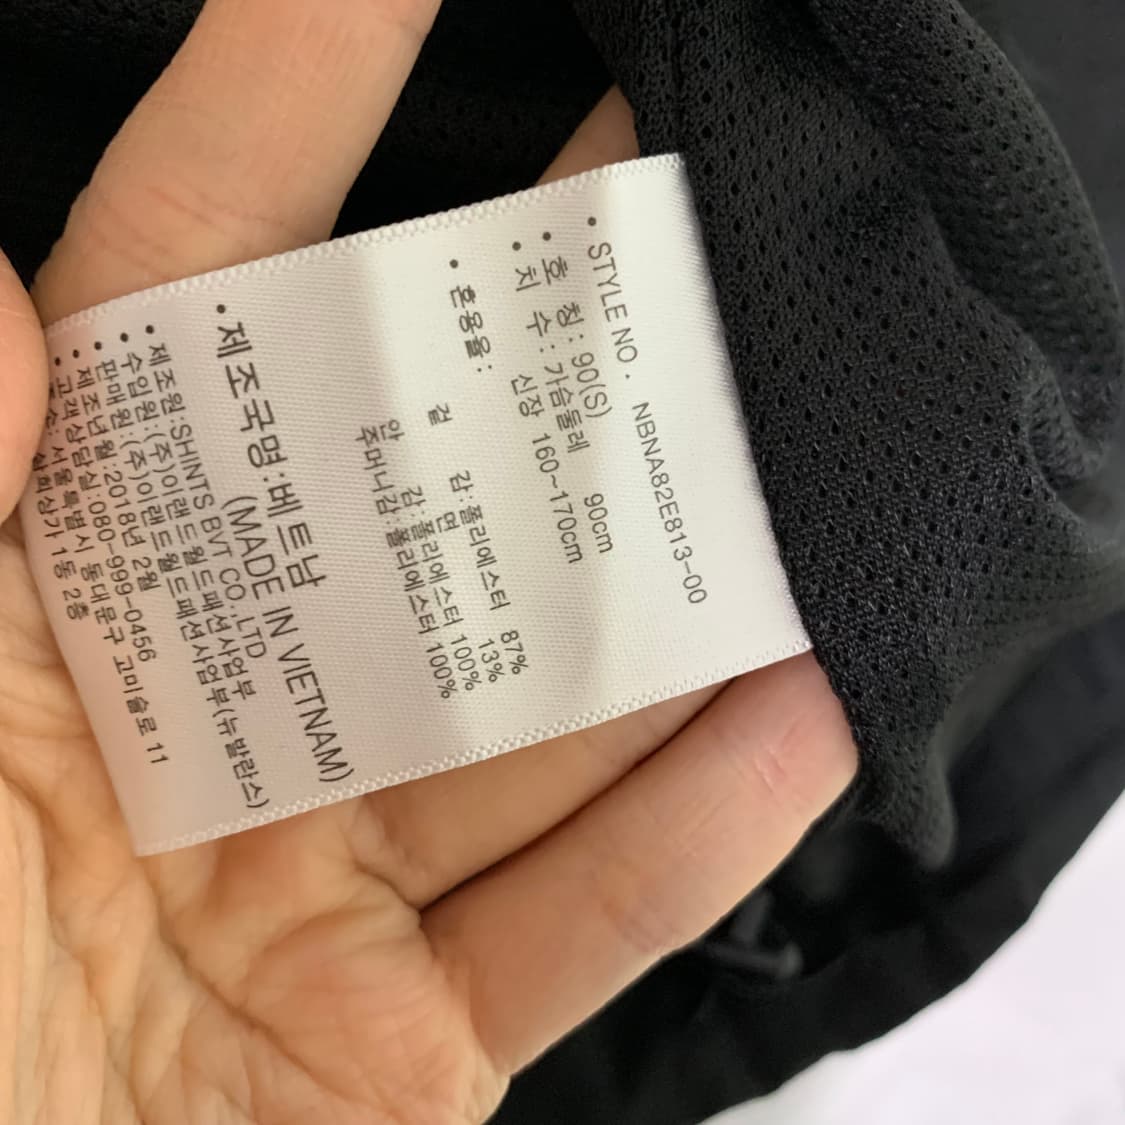 • STYLE NO. NBNA82E813-00
• 호 칭 : 90(S)
• 치 수 : 가슴둘레 90cm
신장 160~170cm
• 혼용율 :
겉 감 : 폴리에스터 87%
면 13%
안 감 : 폴리에스터 100%
주머니감 : 폴리에스터 100%
• 제조국명:베트남
(MADE IN VIETNAM)
• 제조원:SHINTS BVT CO.,LTD
• 수입원:(주)이랜드월드패션사업부
• 판매원:(주)이랜드월드패션사업부(뉴발란스)
• 제조년월:2018년 2월
• 고객상담실:080-999-0456
서울특별시 동대문구 고미술로 11
삼희상가 1동 2층